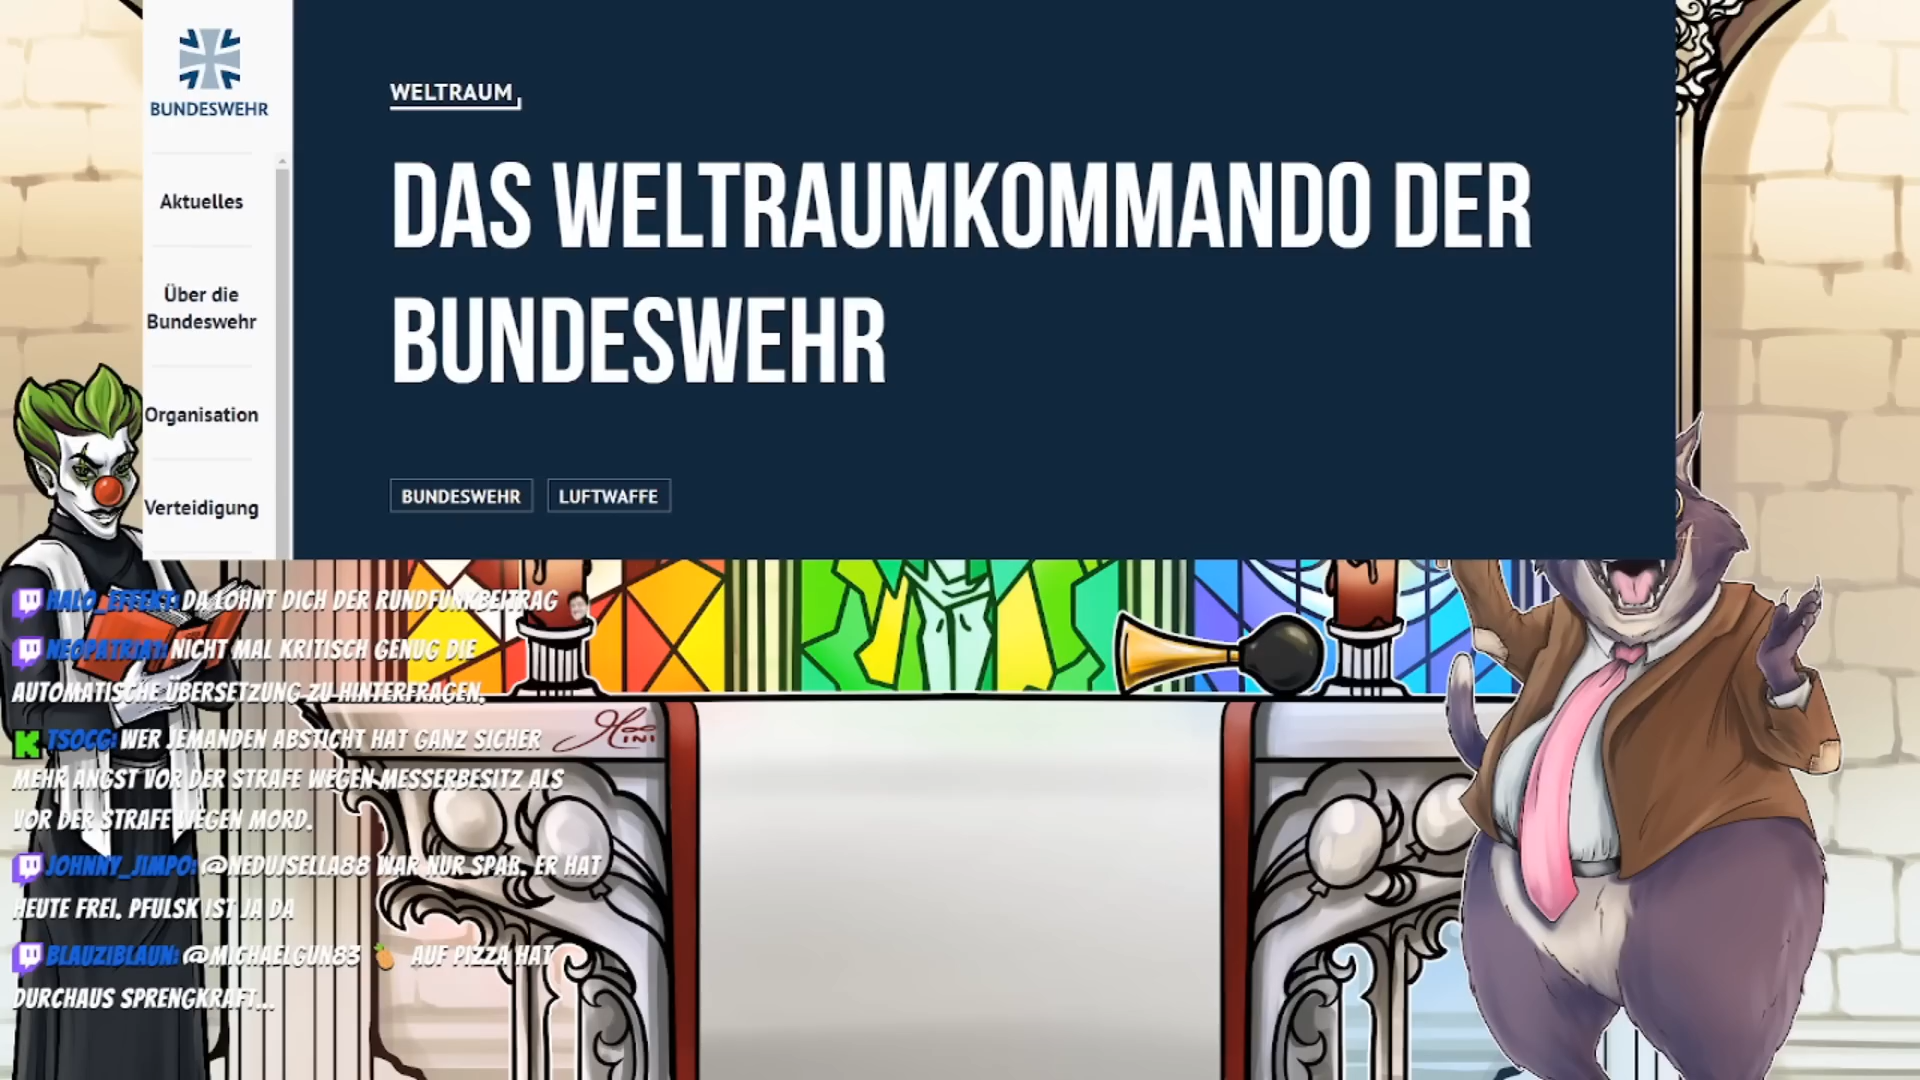 BUNDESWEHR
Aktuelles
Über die
Bundeswehr
Organisation
Verteidigung
WELTRAUM
DAS WELTRAUMKOMMANDO DER
BUNDESWEHR
BUNDESWEHR LUFTWAFFE
HALO_EFFEKT: DA LOHNT DICH DER RUNDFUNKBEITRAG
NEOPATRIA7: NICHT MAL KRITISCH GENUG DIE
AUTOMATISCHE ÜBERSETZUNG ZU HINTERFRAGEN.
TSOCG: WER JEMANDEN ABSTICHT HAT GANZ SICHER
MEHR ANGST VOR DER STRAFE WEGEN MESSERBESITZ ALS
VOR DER STRAFE WEGEN MORD.
JOHNNY_JIMPO: @NEDUJSELLA88 WAR NUR SPAß. ER HAT
HEUTE FREI. PFULSK IST JA DA
BLAUZIBLAUN: @MICHAELGUN83 AUF PIZZA HAT
DURCHAUS SPRENGKRAFT...